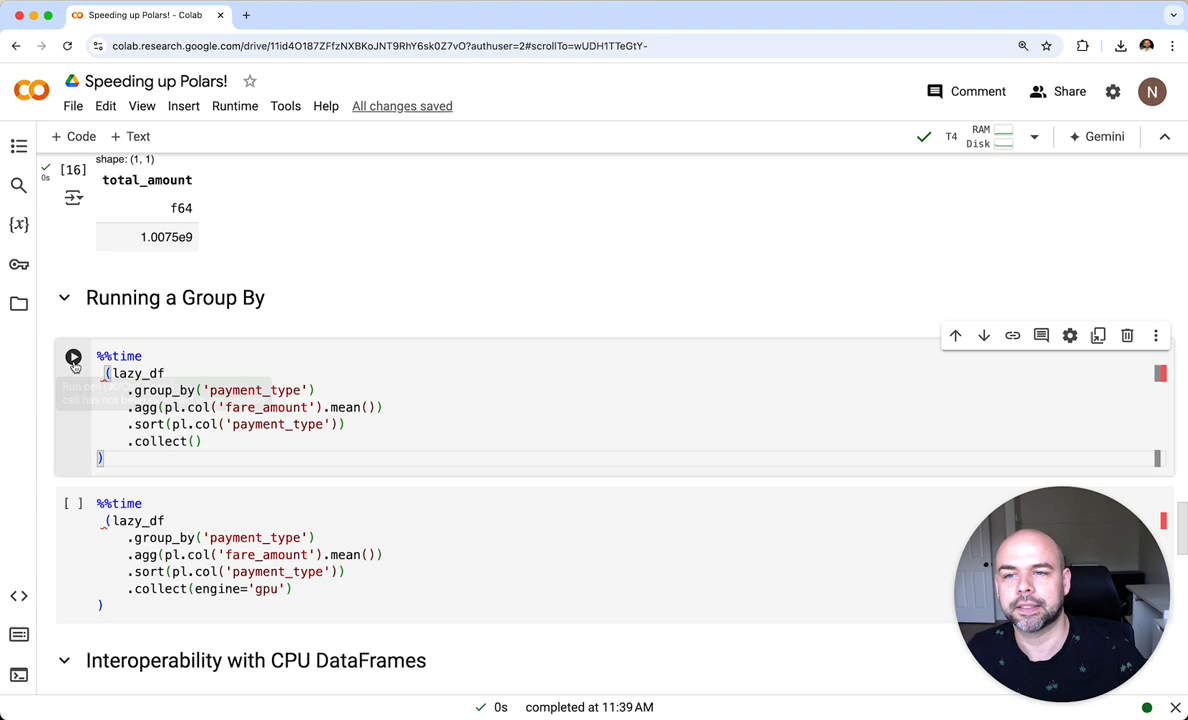 Speeding up Polars! - Colab
colab.research.google.com/drive/11id4O187ZFfzNXBKoJNT9RhY6sk0Z7vO?authuser=2#scrollTo=wUDH1TTeGtY-
Speeding up Polars!
File Edit View Insert Runtime Tools Help All changes saved
Comment Share N
+ Code + Text
T4 RAM Disk Gemini
shape: (1, 1)
[16]
0s
total_amount
f64
1.0075e9
Running a Group By
%%time
(lazy_df
.group_by('payment_type')
.agg(pl.col('fare_amount').mean())
.sort(pl.col('payment_type'))
.collect()
)
[ ] %%time
(lazy_df
.group_by('payment_type')
.agg(pl.col('fare_amount').mean())
.sort(pl.col('payment_type'))
.collect(engine='gpu')
)
Interoperability with CPU DataFrames
0s completed at 11:39 AM